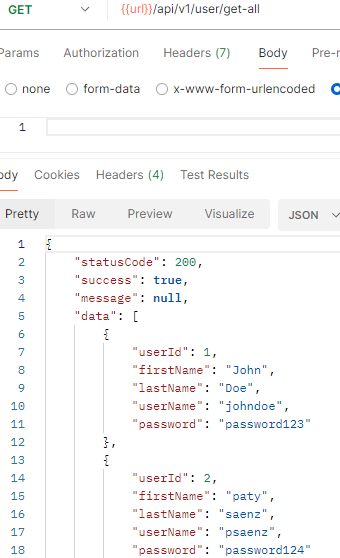 GET {{url}}/api/v1/user/get-all
Params Authorization Headers (7) Body Pre-r
none form-data x-www-form-urlencoded
1
ody Cookies Headers (4) Test Results
Pretty Raw Preview Visualize JSON
1 {
2 "statusCode": 200,
3 "success": true,
4 "message": null,
5 "data": [
6 {
7 "userId": 1,
8 "firstName": "John",
9 "lastName": "Doe",
10 "userName": "johndoe",
11 "password": "password123"
12 },
13 {
14 "userId": 2,
15 "firstName": "paty",
16 "lastName": "saenz",
17 "userName": "psaenz",
18 "password": "password124"